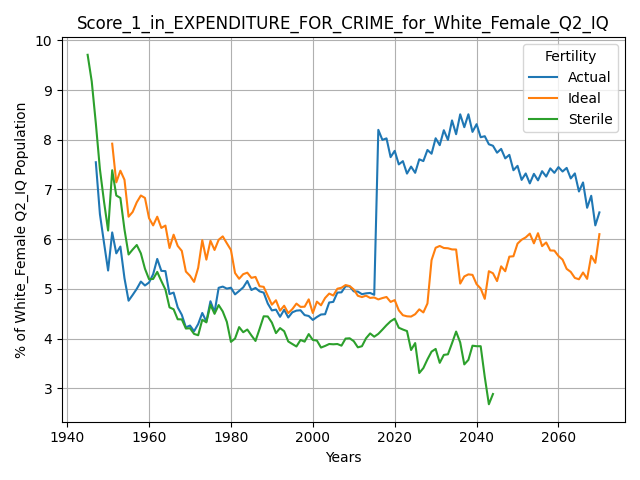 Score_1_in_EXPENDITURE_FOR_CRIME_for_White_Female_Q2_IQ
Fertility
Actual
Ideal
Sterile
% of White_Female Q2_IQ Population
10
9
8
7
6
5
4
3
1940
1960
1980
2000
2020
2040
2060
Years